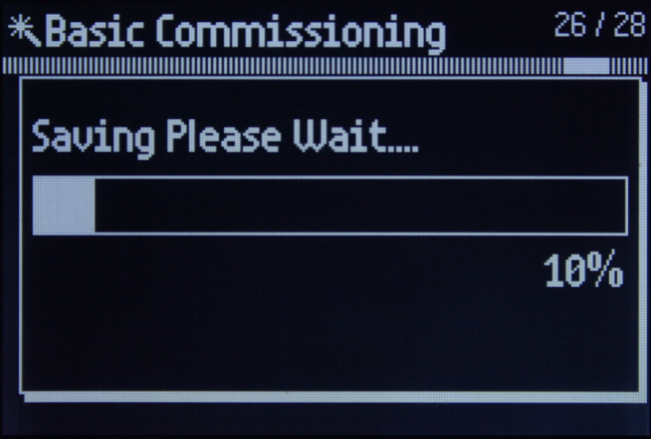 Basic Commissioning 26 / 28
Saving Please Wait....
10%